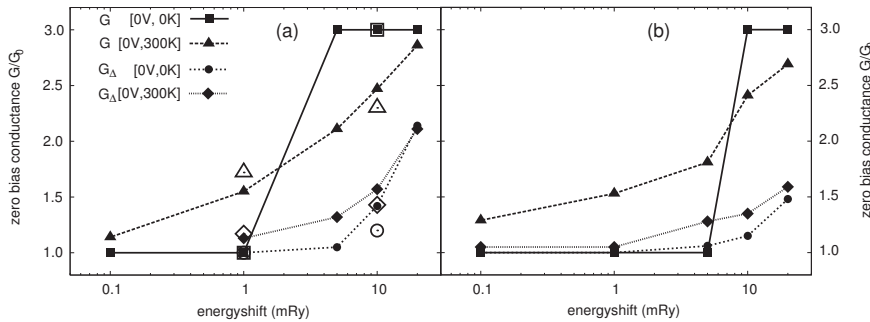 G [0V, 0K]
G [0V,300K]
GΔ [0V,0K]
GΔ [0V,300K]
(a)
(b)
zero bias conductance G/G0
3.0
2.5
2.0
1.5
1.0
0.1
1
10
energyshift (mRy)
0.1
1
10
energyshift (mRy)
3.0
2.5
2.0
1.5
1.0
zero bias conductance G/G0